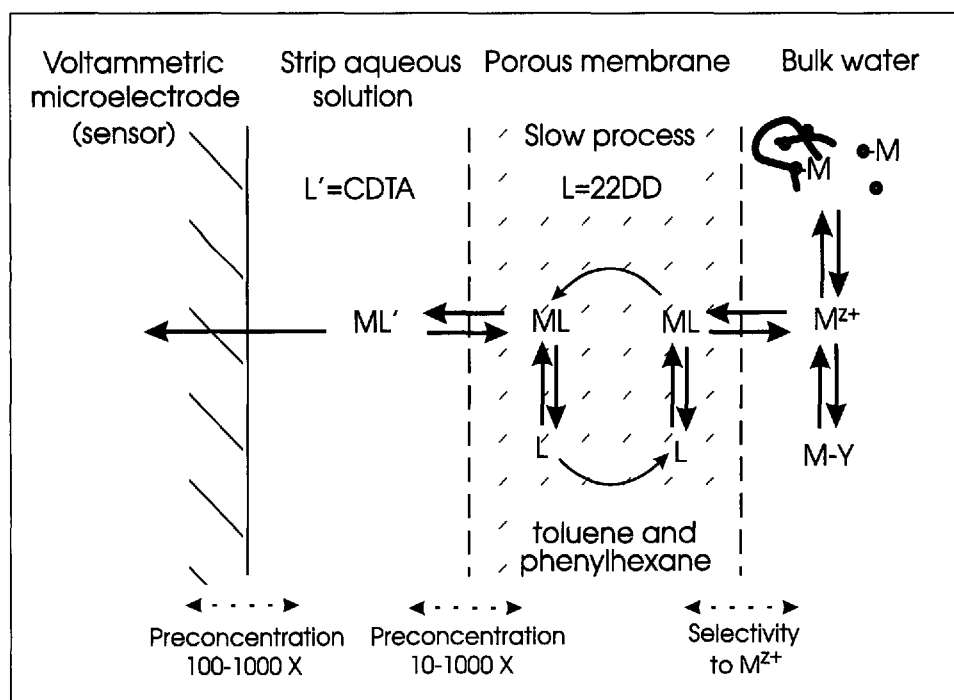 Voltammetric
microelectrode
(sensor)
Strip aqueous
solution
Porous membrane
Bulk water
Slow process
L'=CDTA
L=22DD
M
M
ML'
ML
ML
M^z+
L
L
M-Y
toluene and
phenylhexane
Preconcentration
100-1000 X
Preconcentration
10-1000 X
Selectivity
to M^z+